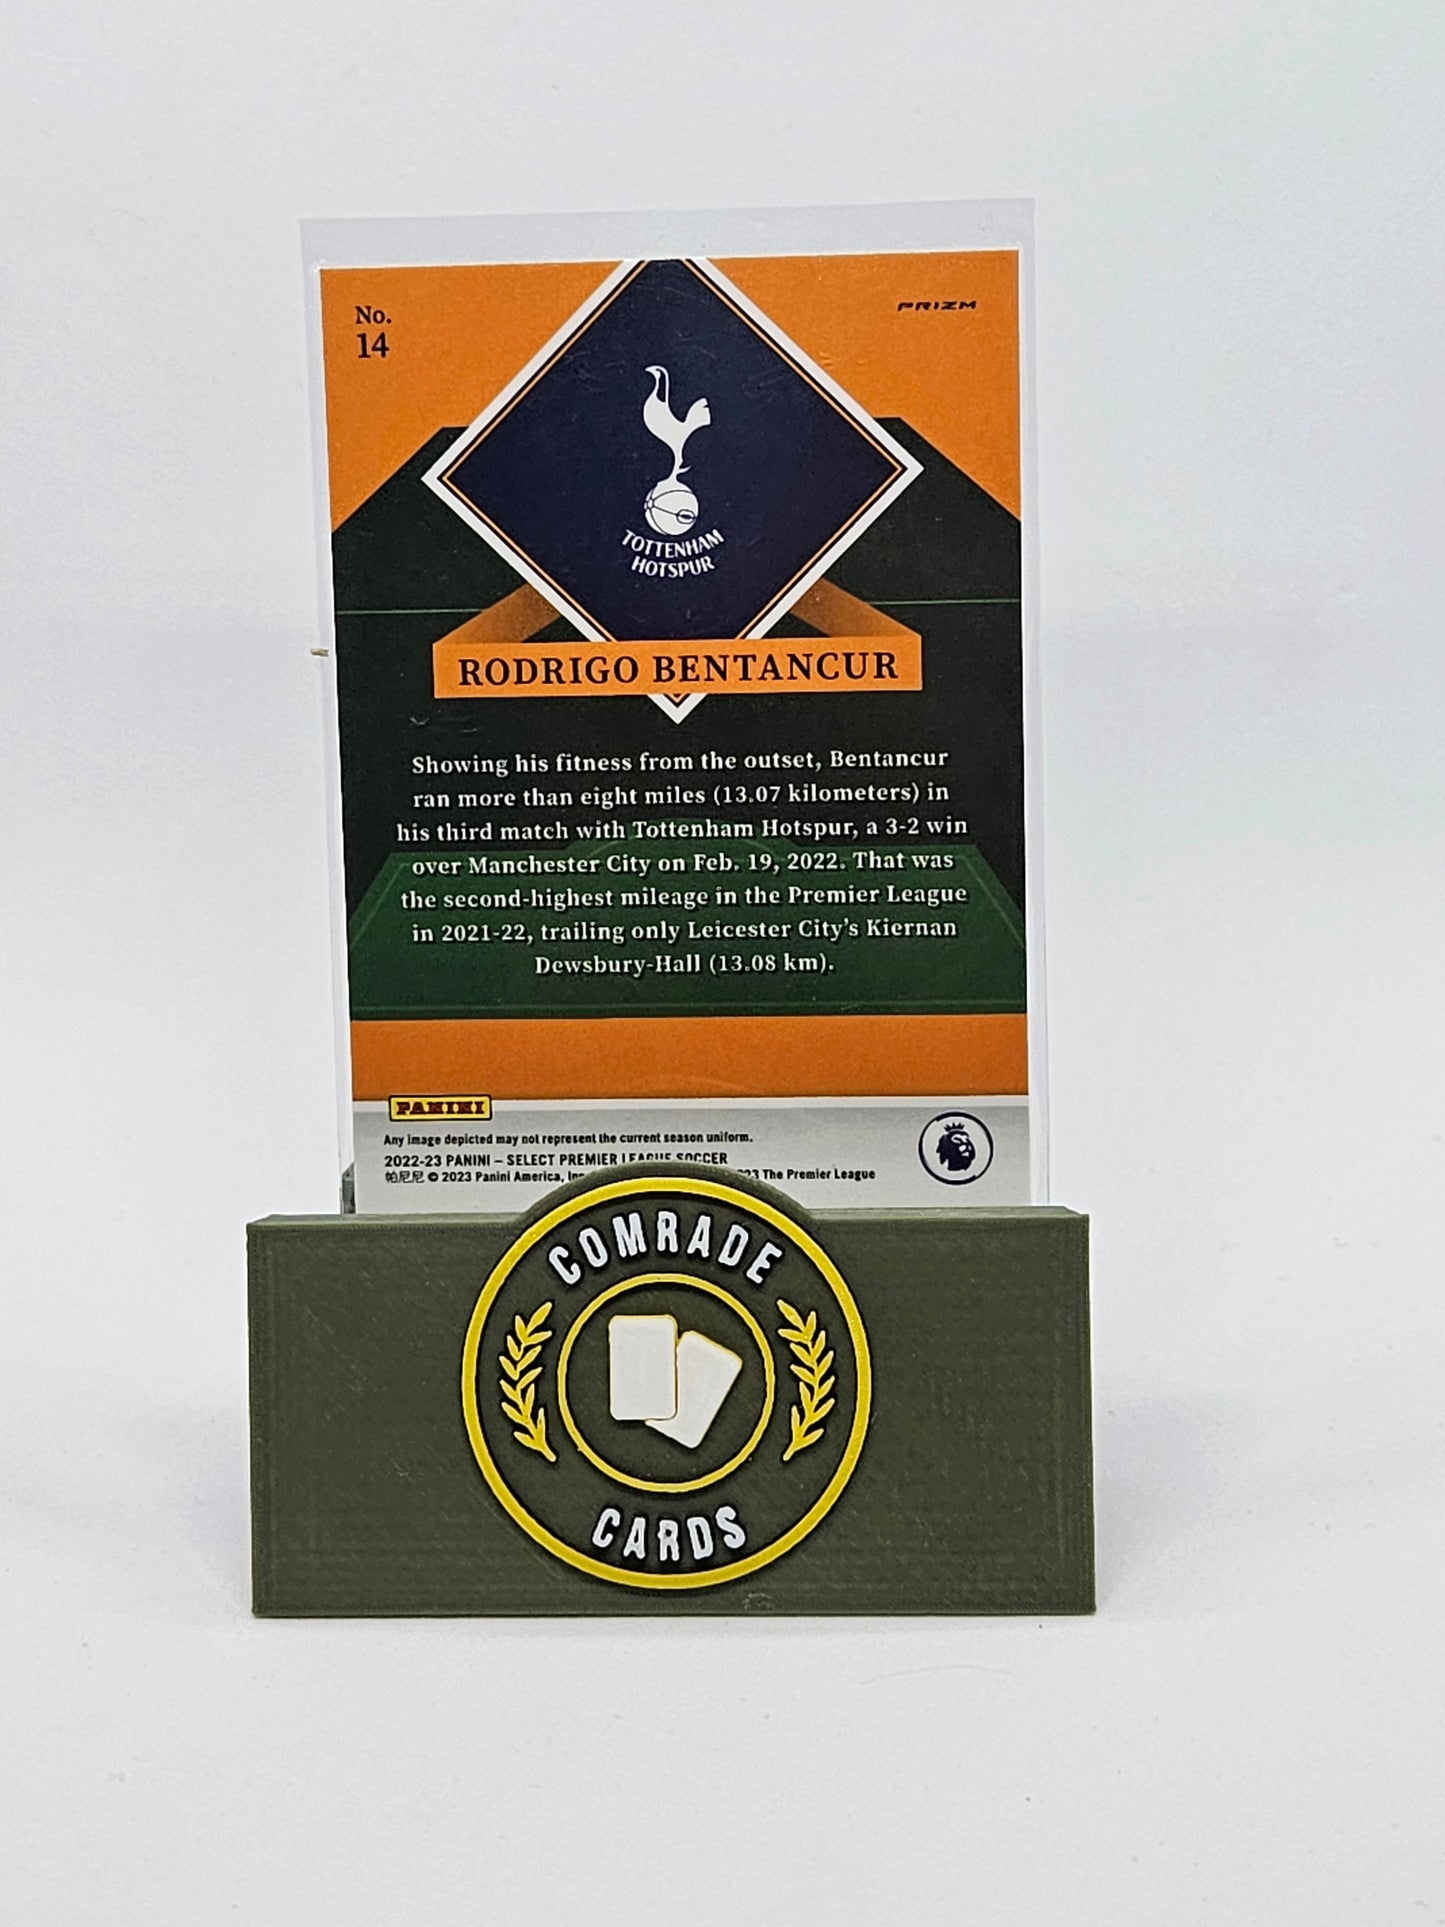 No.
14
PRIZM
TOTTENHAM
HOTSPUR
RODRIGO BENTANCUR
Showing his fitness from the outset, Bentancur
ran more than eight miles (13.07 kilometers) in
his third match with Tottenham Hotspur, a 3-2 win
over Manchester City on Feb. 19, 2022. That was
the second-highest mileage in the Premier League
in 2021-22, trailing only Leicester City’s Kiernan
Dewsbury-Hall (13.08 km).
PANINI
Any image depicted may not represent the current season uniform.
2022-23 PANINI – SELECT PREMIER LEAGUE SOCCER
帕尼尼 © 2023 Panini America, The Premier League
COMRADE
CARDS